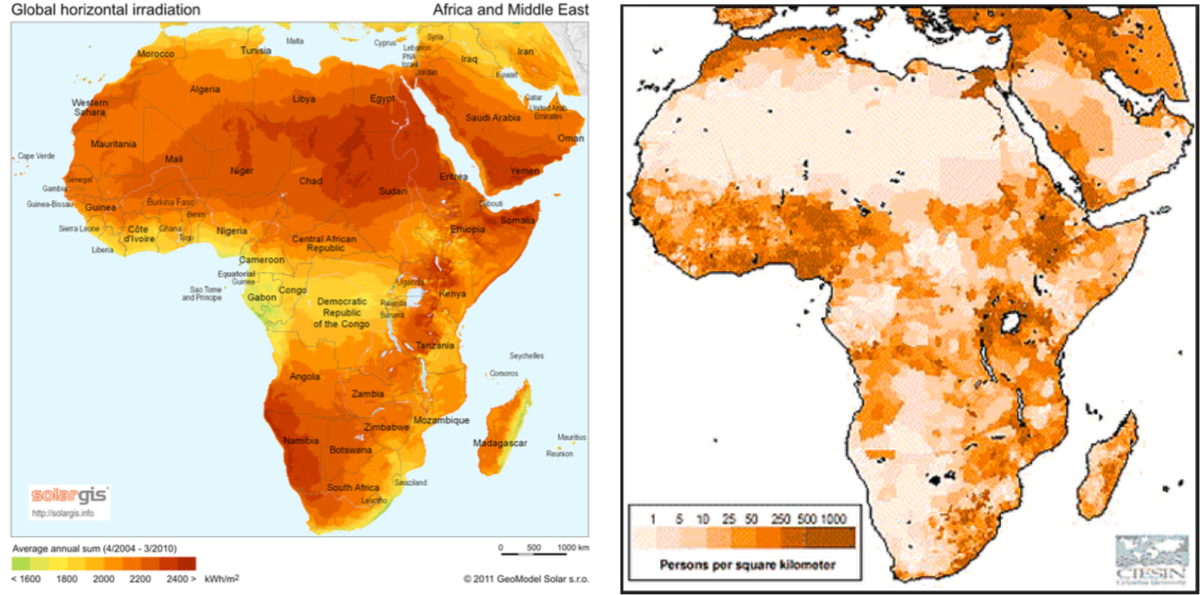 Global horizontal irradiation
Africa and Middle East
Malta
Cyprus
Syria
Lebanon
PNA
Israel
Jordan
Iraq
Iran
Kuwait
Morocco
Tunisia
Algeria
Libya
Egypt
Qatar
United Arab
Emirates
Saudi Arabia
Western
Sahara
Oman
Mauritania
Mali
Niger
Chad
Sudan
Eritrea
Yemen
Cape Verde
Senegal
Gambia
Guinea-Bissau
Guinea
Burkina Faso
Benin
Djibouti
Somalia
Sierra Leone
Côte
d'Ivoire
Ghana
Togo
Nigeria
Ethiopia
Liberia
Central African
Republic
Cameroon
Equatorial
Guinea
Sao Tome
and Principe
Gabon
Congo
Democratic
Republic
of the Congo
Uganda
Kenya
Rwanda
Burundi
Tanzania
Seychelles
Comoros
Angola
Zambia
Mozambique
Zimbabwe
Namibia
Botswana
Madagascar
Mauritius
Reunion
South Africa
Swaziland
Lesotho
solargis
http://solargis.info
Average annual sum (4/2004 - 3/2010)
0 500 1000 km
< 1600 1800 2000 2200 2400 > kWh/m²
© 2011 GeoModel Solar s.r.o.
1 5 10 25 50 250 500 1000
Persons per square kilometer
CIESIN
Columbia University